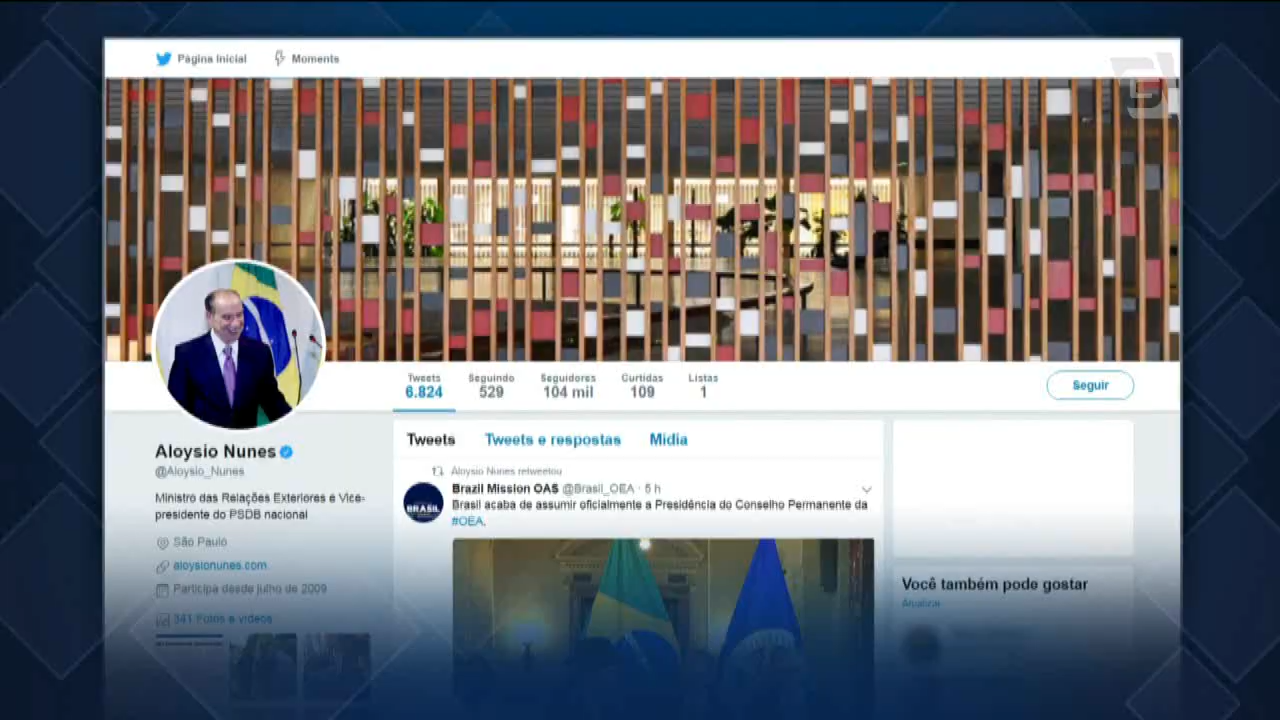 Página Inicial
Moments
Tweets
6.824
Seguindo
529
Seguidores
104 mil
Curtidas
109
Listas
1
Seguir
Aloysio Nunes
@Aloysio_Nunes
Ministro das Relações Exteriores e Vice-
presidente do PSDB nacional
São Paulo
aloysionunes.com
Participa desde julho de 2009
341 Fotos e vídeos
Tweets
Tweets e respostas
Mídia
Aloysio Nunes retweetou
Brazil Mission OAS @Brasil_OEA · 5 h
Brasil acaba de assumir oficialmente a Presidência do Conselho Permanente da
#OEA.
BRASIL
Você também pode gostar
Atualizar